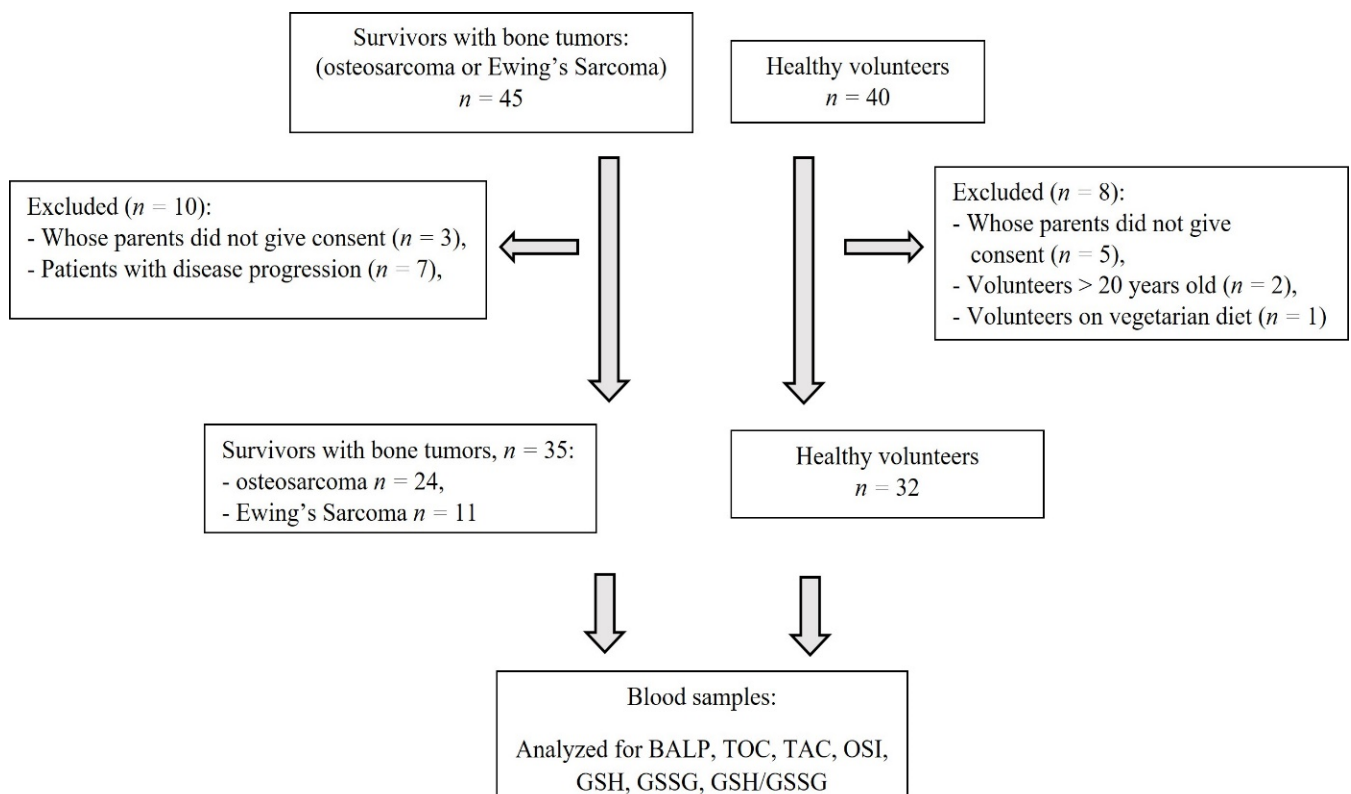 Survivors with bone tumors:
(osteosarcoma or Ewing's Sarcoma)
n = 45
Healthy volunteers
n = 40
Excluded (n = 10):
- Whose parents did not give consent (n = 3),
- Patients with disease progression (n = 7),
Excluded (n = 8):
- Whose parents did not give
consent (n = 5),
- Volunteers > 20 years old (n = 2),
- Volunteers on vegetarian diet (n = 1)
Survivors with bone tumors, n = 35:
- osteosarcoma n = 24,
- Ewing's Sarcoma n = 11
Healthy volunteers
n = 32
Blood samples:
Analyzed for BALP, TOC, TAC, OSI,
GSH, GSSG, GSH/GSSG